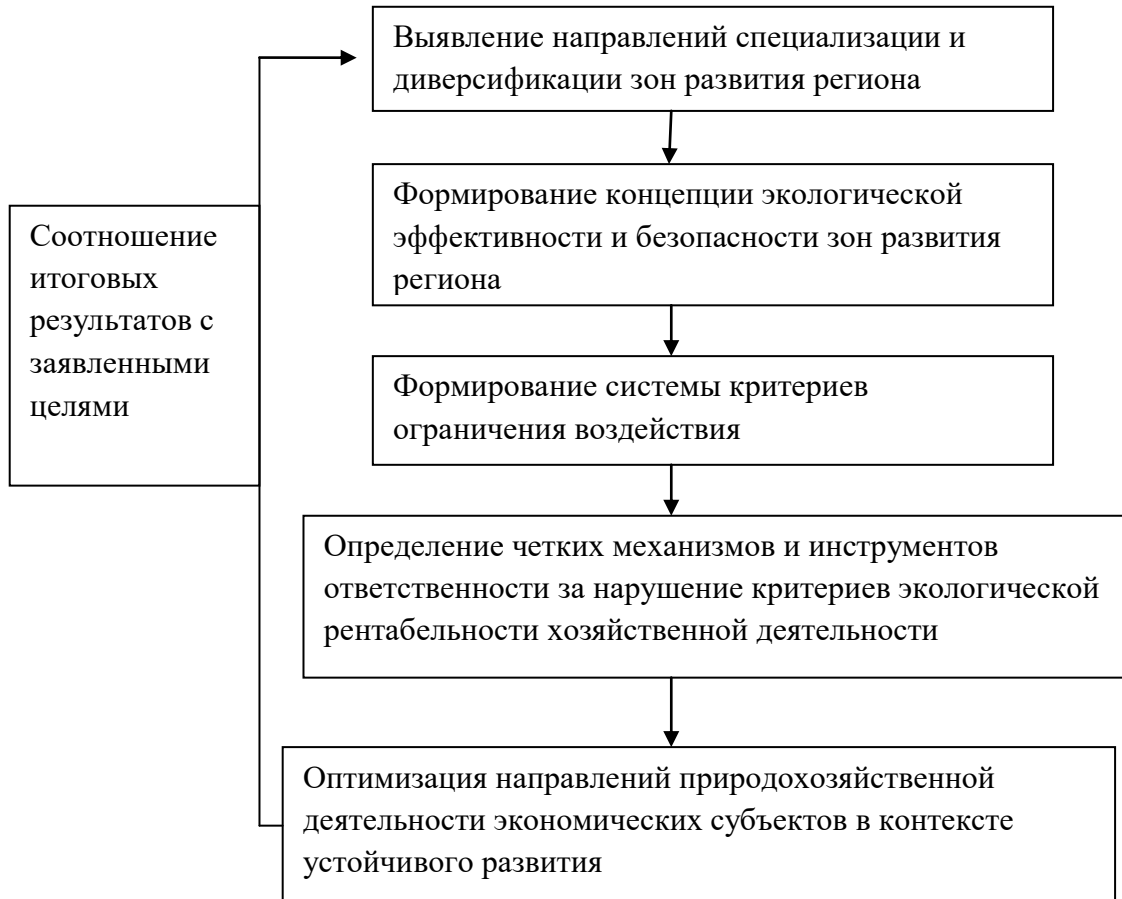 Выявление направлений специализации и
диверсификации зон развития региона
Формирование концепции экологической
эффективности и безопасности зон развития
региона
Соотношение
итоговых
результатов с
заявленными
целями
Формирование системы критериев
ограничения воздействия
Определение четких механизмов и инструментов
ответственности за нарушение критериев экологической
рентабельности хозяйственной деятельности
Оптимизация направлений природохозяйственной
деятельности экономических субъектов в контексте
устойчивого развития